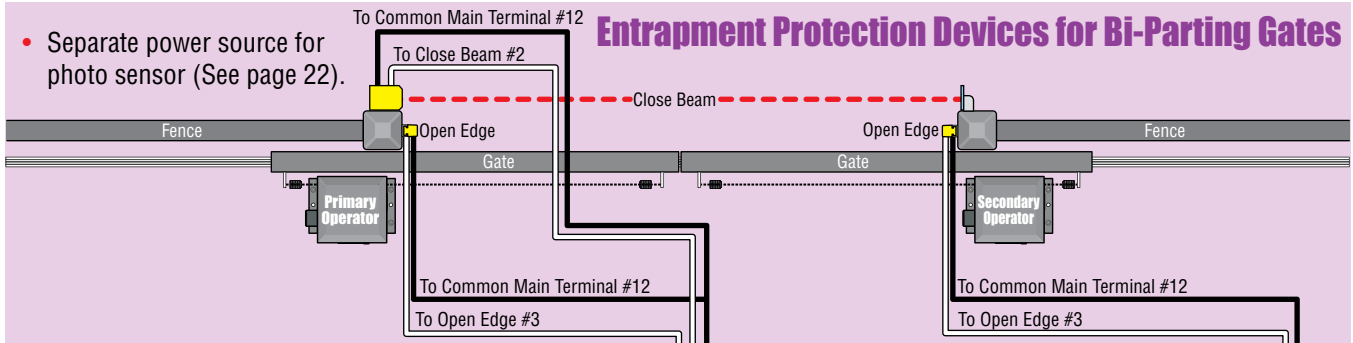 To Common Main Terminal #12
Entrapment Protection Devices for Bi-Parting Gates
• Separate power source for
photo sensor (See page 22).
To Close Beam #2
Close Beam
Fence
Open Edge
Open Edge
Fence
Gate
Gate
Primary
Operator
Secondary
Operator
To Common Main Terminal #12
To Common Main Terminal #12
To Open Edge #3
To Open Edge #3